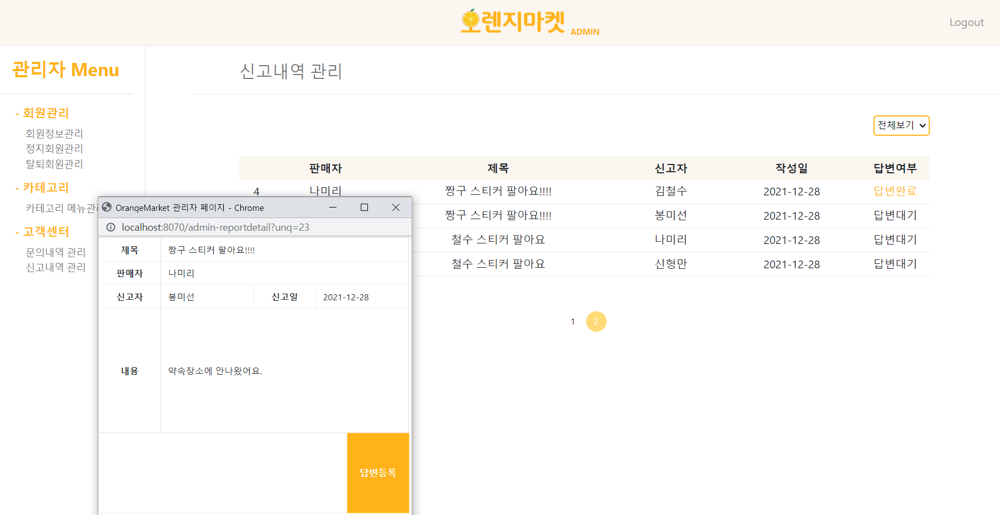 오렌지마켓 ADMIN
Logout
관리자 Menu
- 회원관리
회원정보관리
정지회원관리
탈퇴회원관리
- 카테고리
카테고리 메뉴관리
- 고객센터
문의내역 관리
신고내역 관리
신고내역 관리
전체보기
판매자 제목 신고자 작성일 답변여부
4 나미리 짱구 스티커 팔아요!!!! 김철수 2021-12-28 답변완료
짱구 스티커 팔아요!!!! 봉미선 2021-12-28 답변대기
철수 스티커 팔아요 나미리 2021-12-28 답변대기
철수 스티커 팔아요 신형만 2021-12-28 답변대기
1 2
OrangeMarket 관리자 페이지 - Chrome
localhost:8070/admin-reportdetail?unq=23
제목 짱구 스티커 팔아요!!!!
판매자 나미리
신고자 봉미선 신고일 2021-12-28
내용 약속장소에 안나왔어요.
답변등록